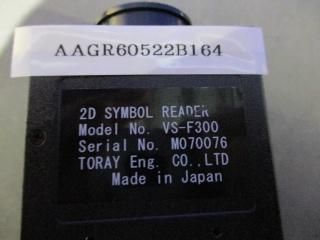 AAGR60522B164
2D SYMBOL READER
Model No. VS-F300
Serial No. M070076
TORAY Eng. CO.,LTD
Made in Japan